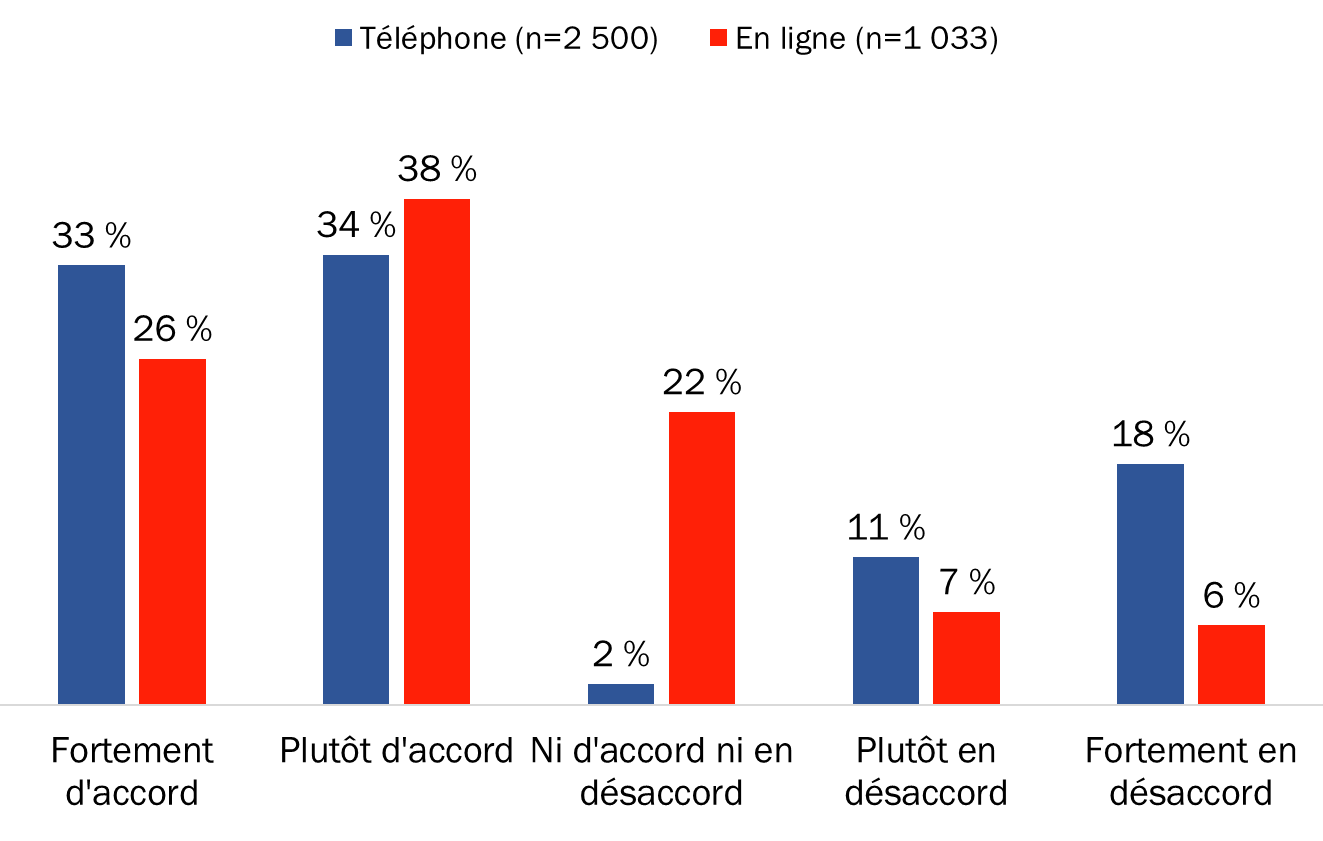 Téléphone (n=2 500) En ligne (n=1 033)
38 %
33 %
34 %
26 %
22 %
18 %
11 %
7 %
6 %
2 %
Fortement d'accord
Plutôt d'accord
Ni d'accord ni en désaccord
Plutôt en désaccord
Fortement en désaccord